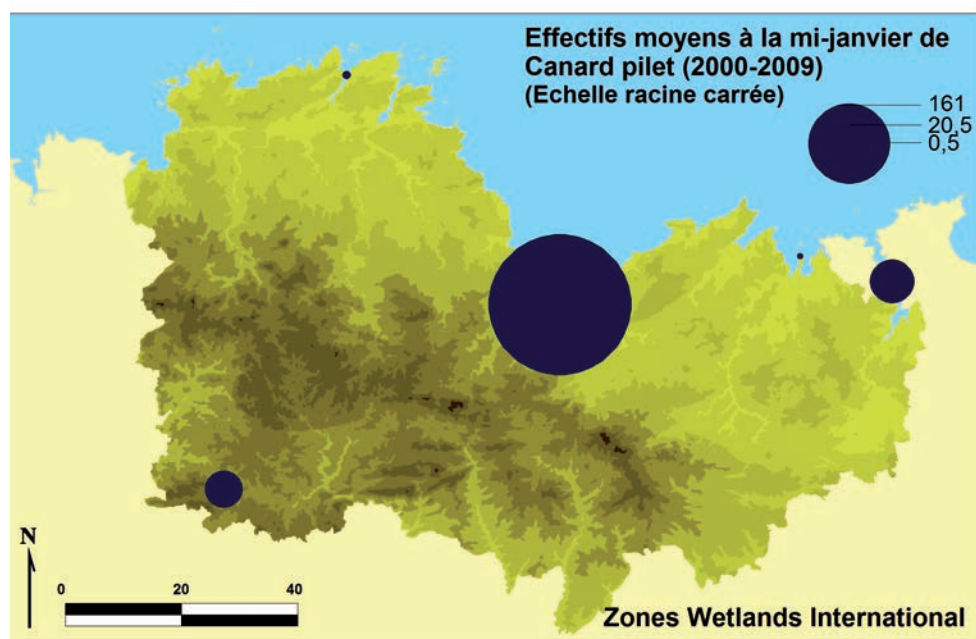 Effectifs moyens à la mi-janvier de
Canard pilet (2000-2009)
(Echelle racine carrée)
161
20,5
0,5
N
0 20 40
Zones Wetlands International